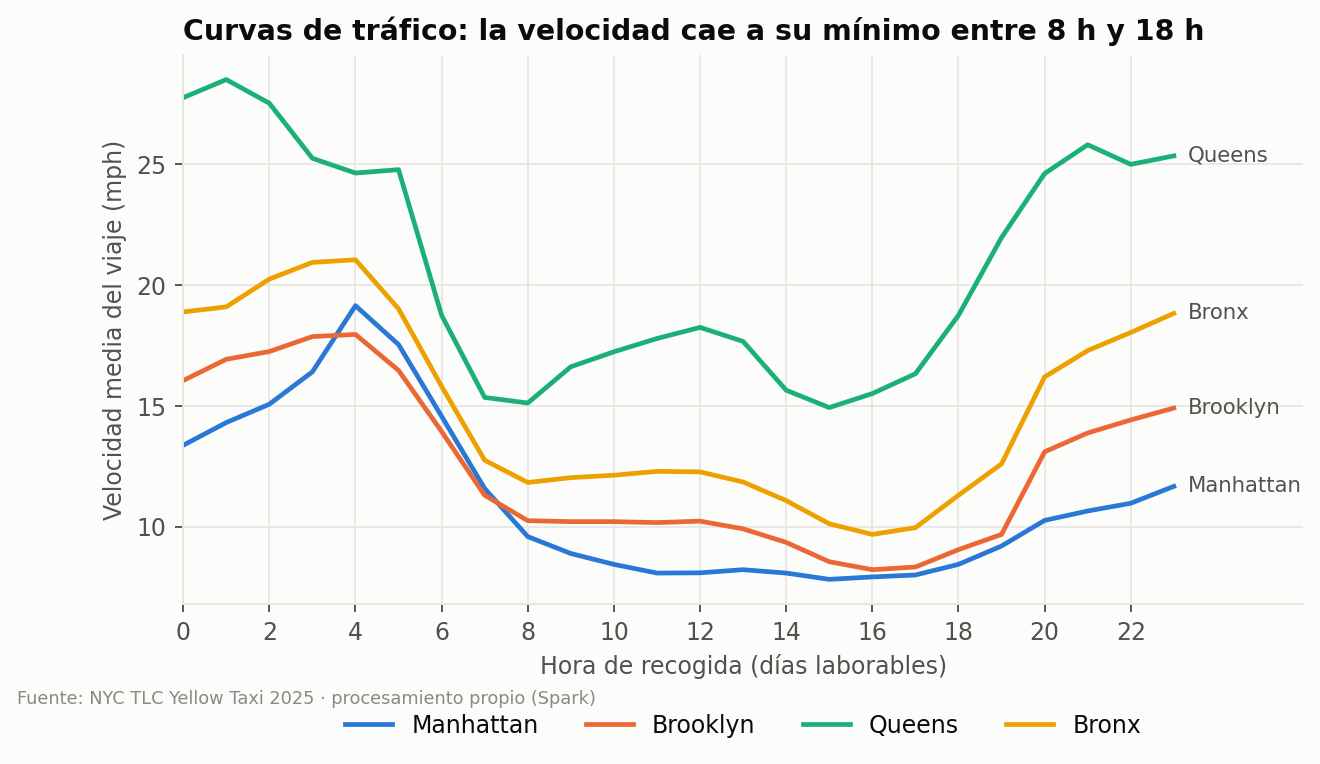 Curvas de tráfico: la velocidad cae a su mínimo entre 8 h y 18 h
Velocidad media del viaje (mph)
25
20
15
10
Queens
Bronx
Brooklyn
Manhattan
0 2 4 6 8 10 12 14 16 18 20 22
Hora de recogida (días laborables)
Fuente: NYC TLC Yellow Taxi 2025 · procesamiento propio (Spark)
Manhattan Brooklyn Queens Bronx